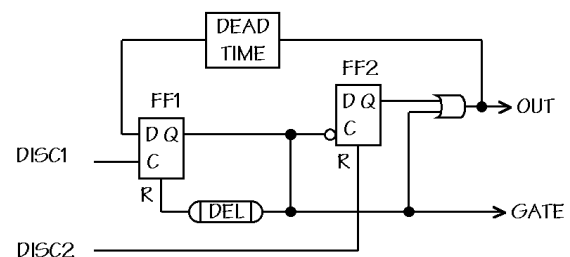 DEAD
TIME
FF2
FF1
D Q
C
R
D Q
C
R
OUT
DISC1
DEL
GATE
DISC2